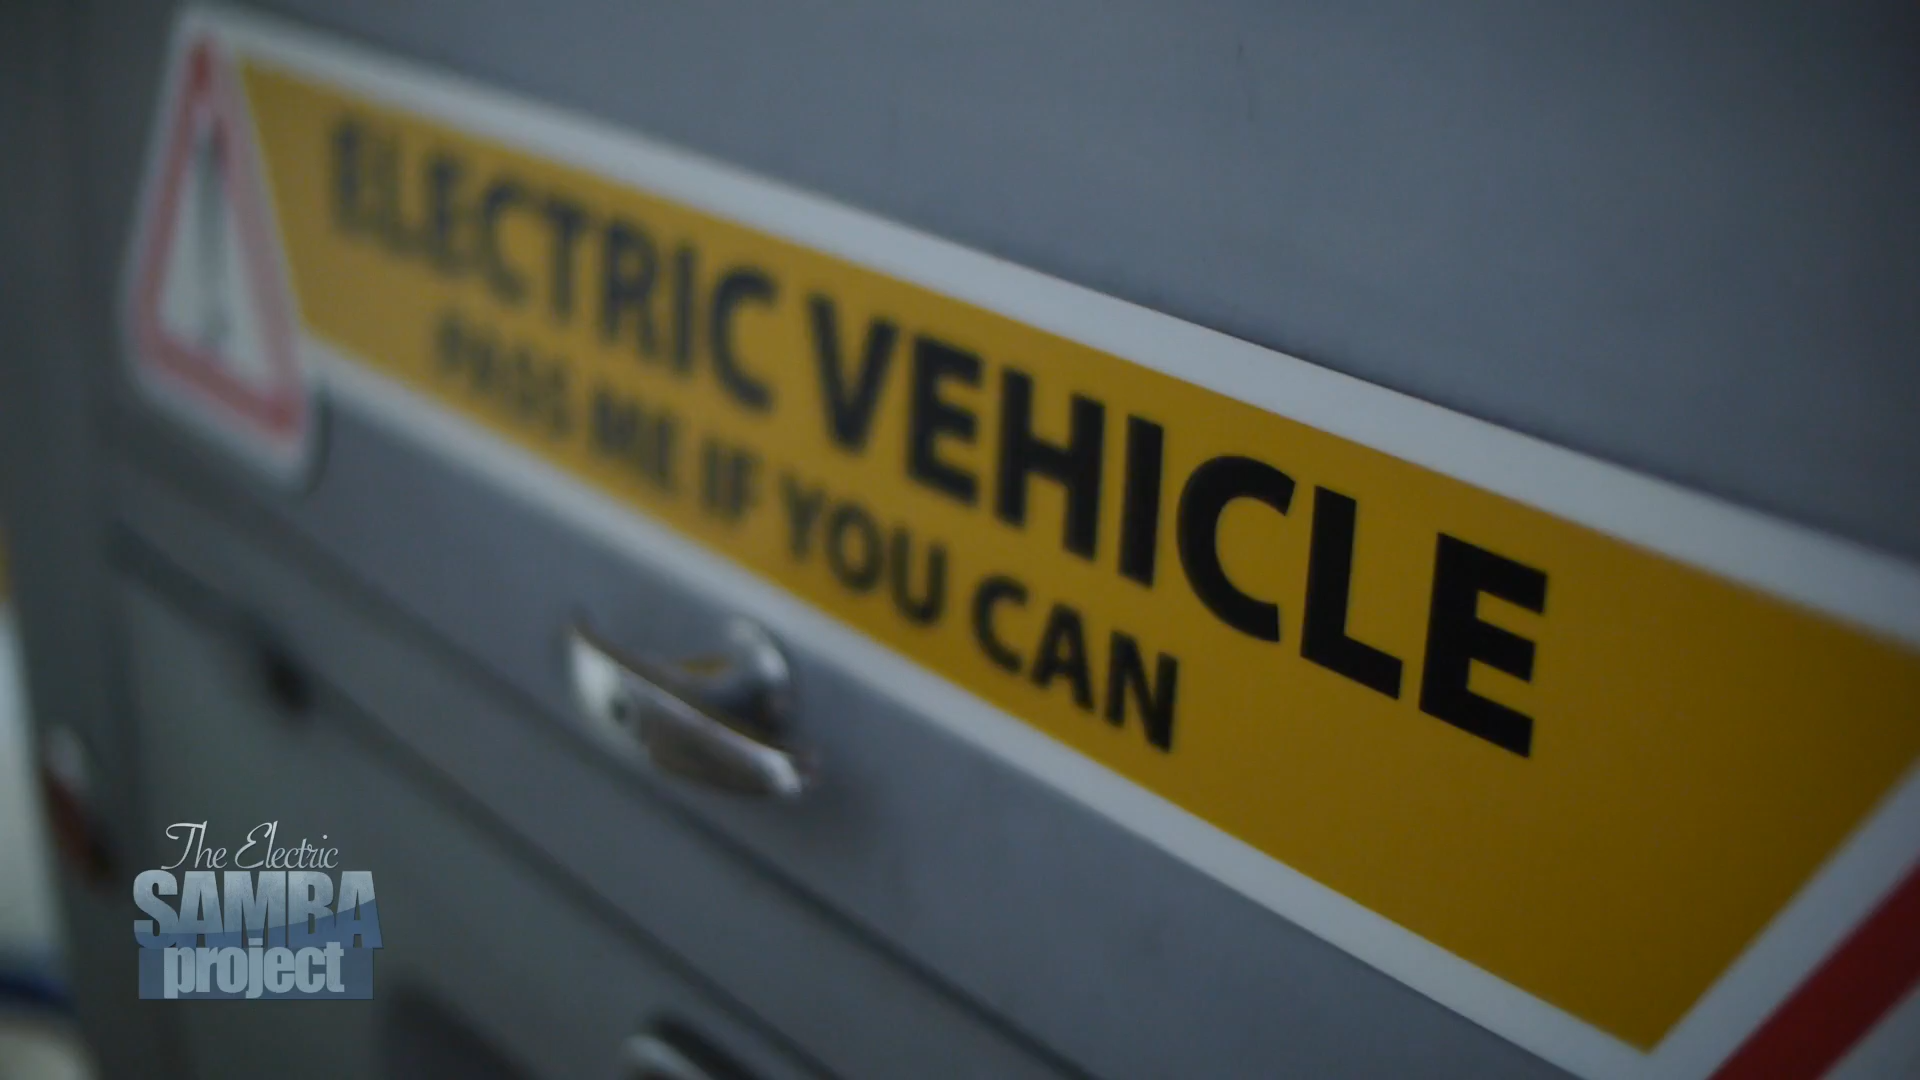 ELECTRIC VEHICLE
PASS ME IF YOU CAN
The Electric
SAMBA
project